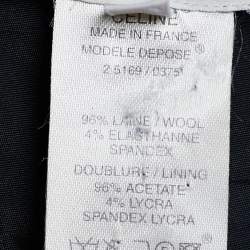 CELINE
MADE IN FRANCE
MODELE DEPOSE
2.5169 / 0375
96% LAINE / WOOL
4% ELASTHANNE
SPANDEX
DOUBLURE / LINING
96% ACETATE
4% LYCRA
SPANDEX LYCRA